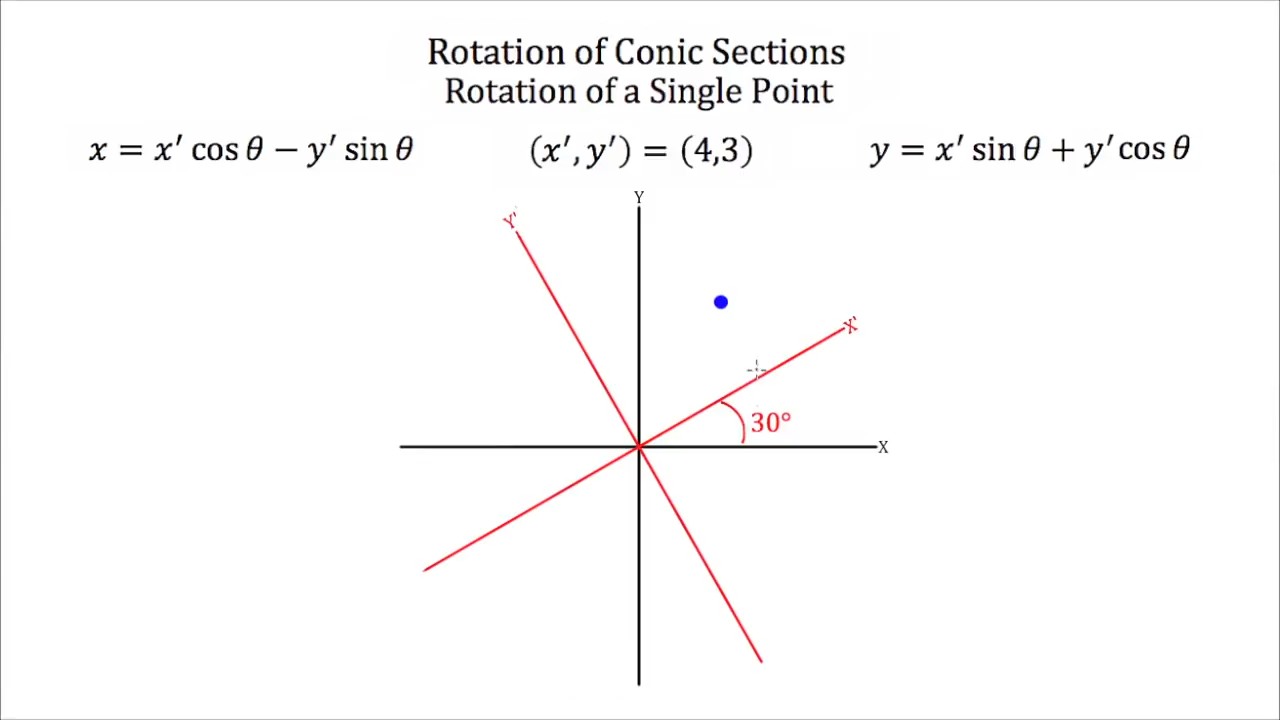 Rotation of Conic Sections
Rotation of a Single Point
x = x′ cos θ − y′ sin θ
(x′, y′) = (4,3)
y = x′ sin θ + y′ cos θ
Y
Y'
X'
30°
X